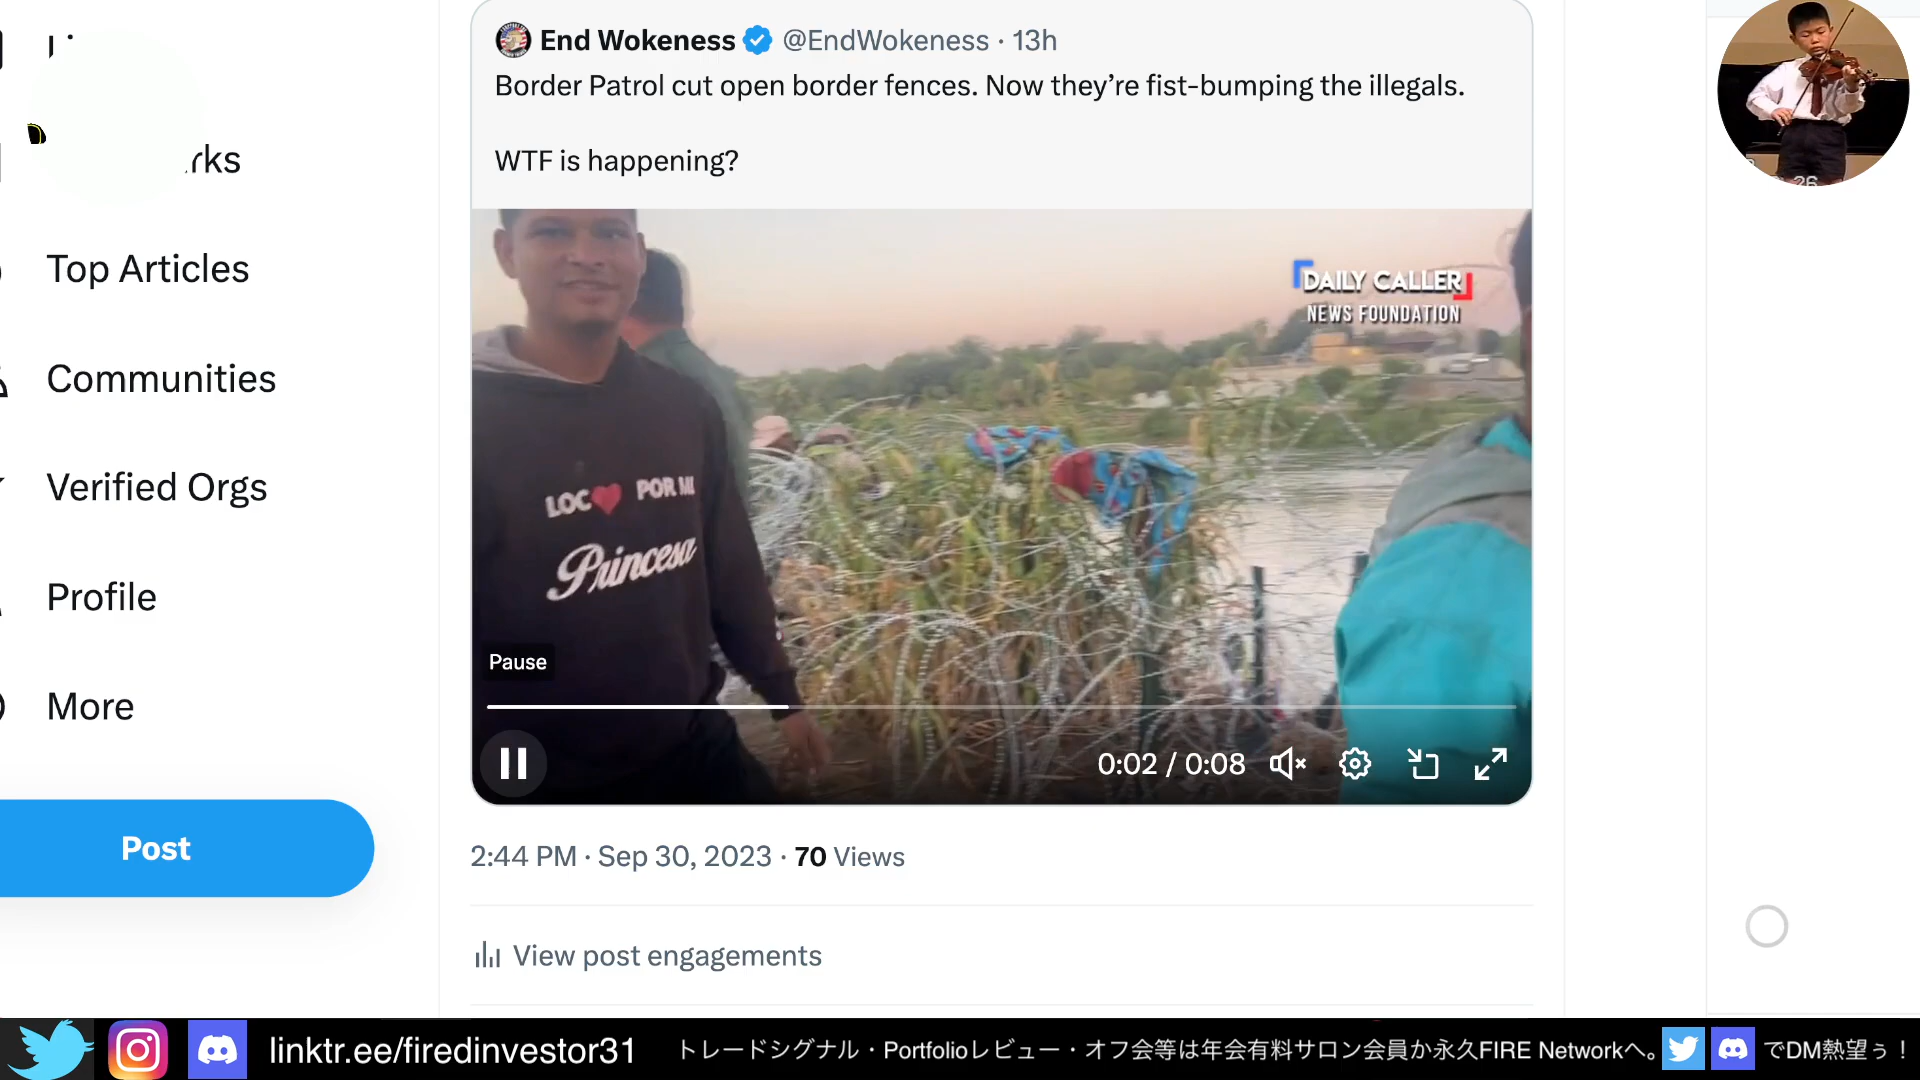 End Wokeness @EndWokeness · 13h
Border Patrol cut open border fences. Now they’re fist-bumping the illegals.
WTF is happening?
rks
Top Articles
Communities
Verified Orgs
Profile
More
Post
DAILY CALLER
NEWS FOUNDATION
LOC❤ POR MI
Princesa
Pause
0:02 / 0:08
2:44 PM · Sep 30, 2023 · 70 Views
View post engagements
linktr.ee/firedinvestor31
トレードシグナル・Portfolioレビュー・オフ会等は年会有料サロン会員か永久FIRE Networkへ。
でDM熱望ぅ！